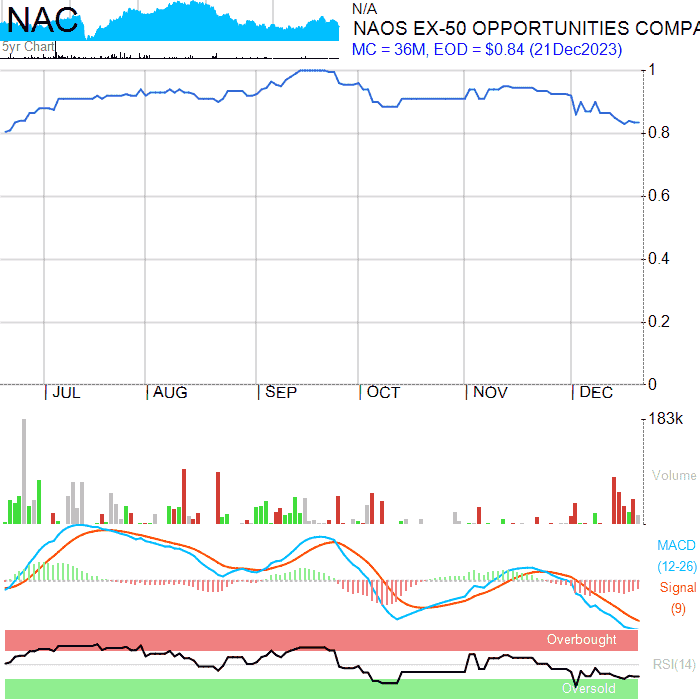 NAC
5yr Chart
N/A
NAOS EX-50 OPPORTUNITIES COMPA
MC = 36M, EOD = $0.84 (21Dec2023)
1
0.8
0.6
0.4
0.2
0
JUL AUG SEP OCT NOV DEC
183k
Volume
MACD
(12-26)
Signal
(9)
Overbought
RSI(14)
Oversold